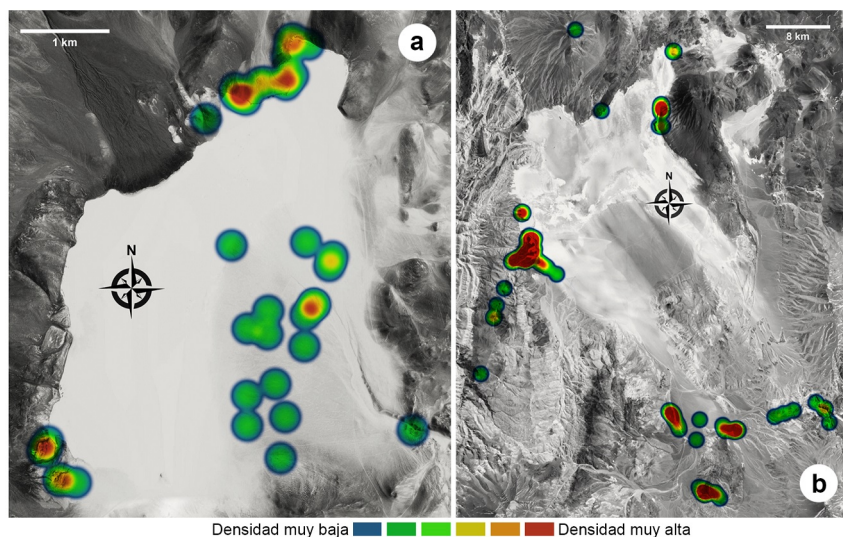 1 km
a
N
8 km
N
b
Densidad muy baja
Densidad muy alta